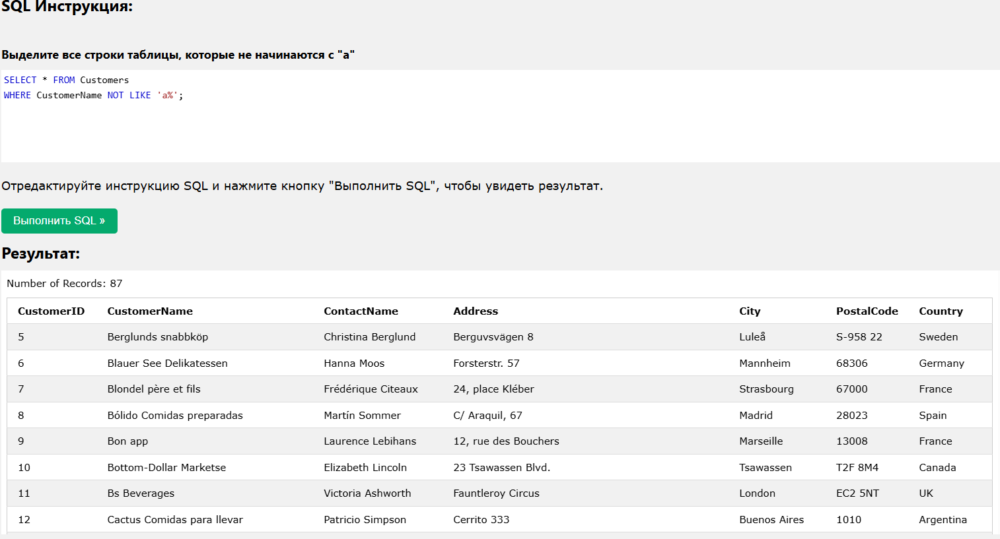 SQL Инструкция:
Выделите все строки таблицы, которые не начинаются с "a"
SELECT * FROM Customers
WHERE CustomerName NOT LIKE 'a%';
Отредактируйте инструкцию SQL и нажмите кнопку "Выполнить SQL", чтобы увидеть результат.
Выполнить SQL »
Результат:
Number of Records: 87
CustomerID CustomerName ContactName Address City PostalCode Country
5 Berglunds snabbköp Christina Berglund Berguvsvägen 8 Luleå S-958 22 Sweden
6 Blauer See Delikatessen Hanna Moos Forsterstr. 57 Mannheim 68306 Germany
7 Blondel père et fils Frédérique Citeaux 24, place Kléber Strasbourg 67000 France
8 Bólido Comidas preparadas Martín Sommer C/ Araquil, 67 Madrid 28023 Spain
9 Bon app Laurence Lebihans 12, rue des Bouchers Marseille 13008 France
10 Bottom-Dollar Marketse Elizabeth Lincoln 23 Tsawassen Blvd. Tsawassen T2F 8M4 Canada
11 Bs Beverages Victoria Ashworth Fauntleroy Circus London EC2 5NT UK
12 Cactus Comidas para llevar Patricio Simpson Cerrito 333 Buenos Aires 1010 Argentina